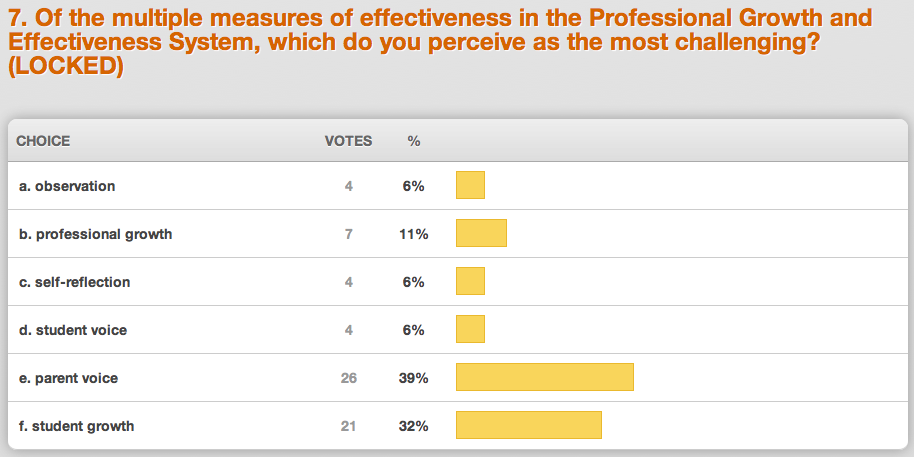 7. Of the multiple measures of effectiveness in the Professional Growth and
Effectiveness System, which do you perceive as the most challenging?
(LOCKED)
CHOICE VOTES %
a. observation 4 6%
b. professional growth 7 11%
c. self-reflection 4 6%
d. student voice 4 6%
e. parent voice 26 39%
f. student growth 21 32%